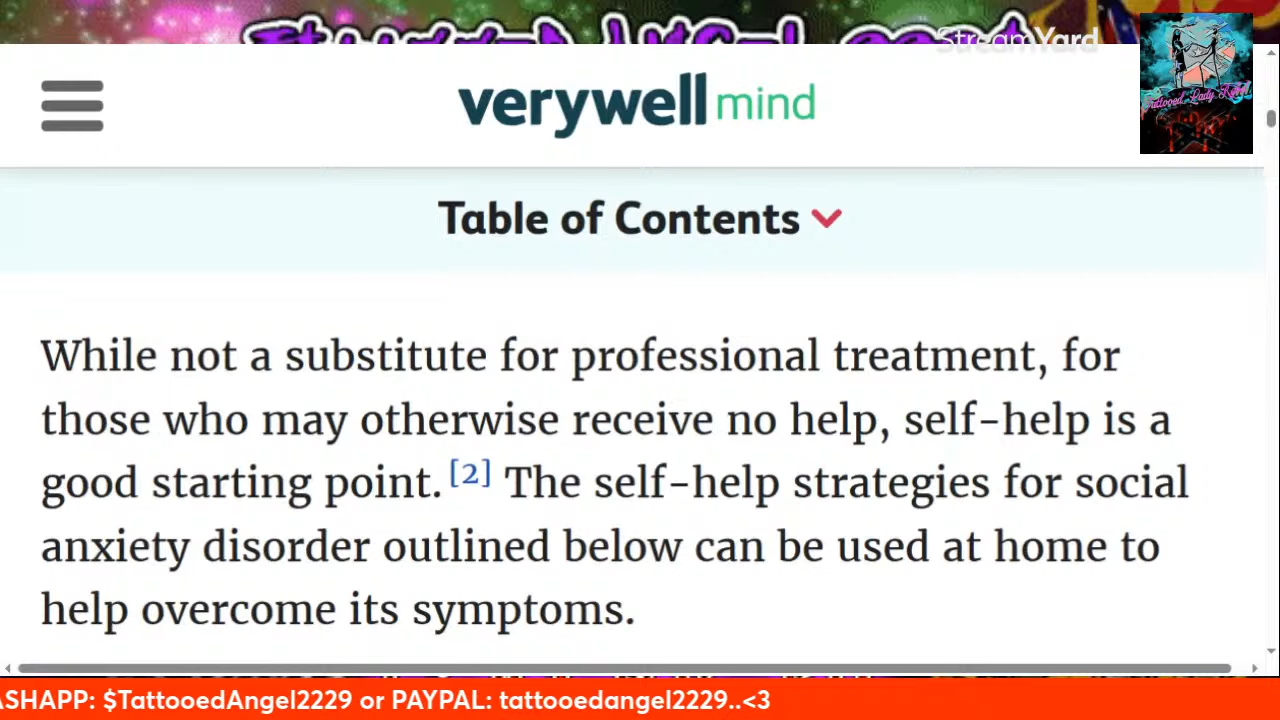 StreamYard
verywell mind
Tattooed Lady
Table of Contents
While not a substitute for professional treatment, for
those who may otherwise receive no help, self-help is a
good starting point. [2] The self-help strategies for social
anxiety disorder outlined below can be used at home to
help overcome its symptoms.
ASHAPP: $TattooedAngel2229 or PAYPAL: tattooedangel2229..<3